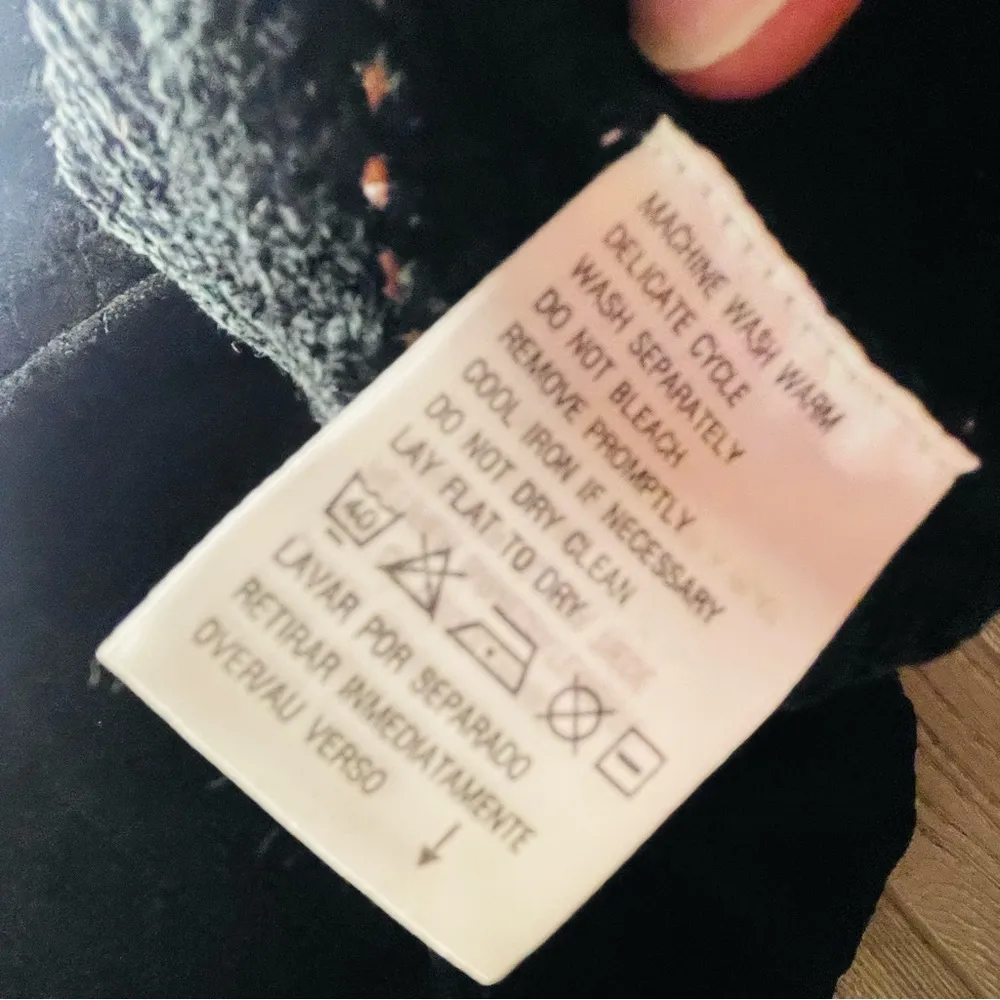 MACHINE WASH WARM
DELICATE CYCLE
WASH SEPARATELY
DO NOT BLEACH
REMOVE PROMPTLY
COOL IRON IF NECESSARY
DO NOT DRY CLEAN
LAY FLAT TO DRY
40
LAVAR POR SEPARADO
RETIRAR INMEDIATAMENTE
OVER/AU VERSO